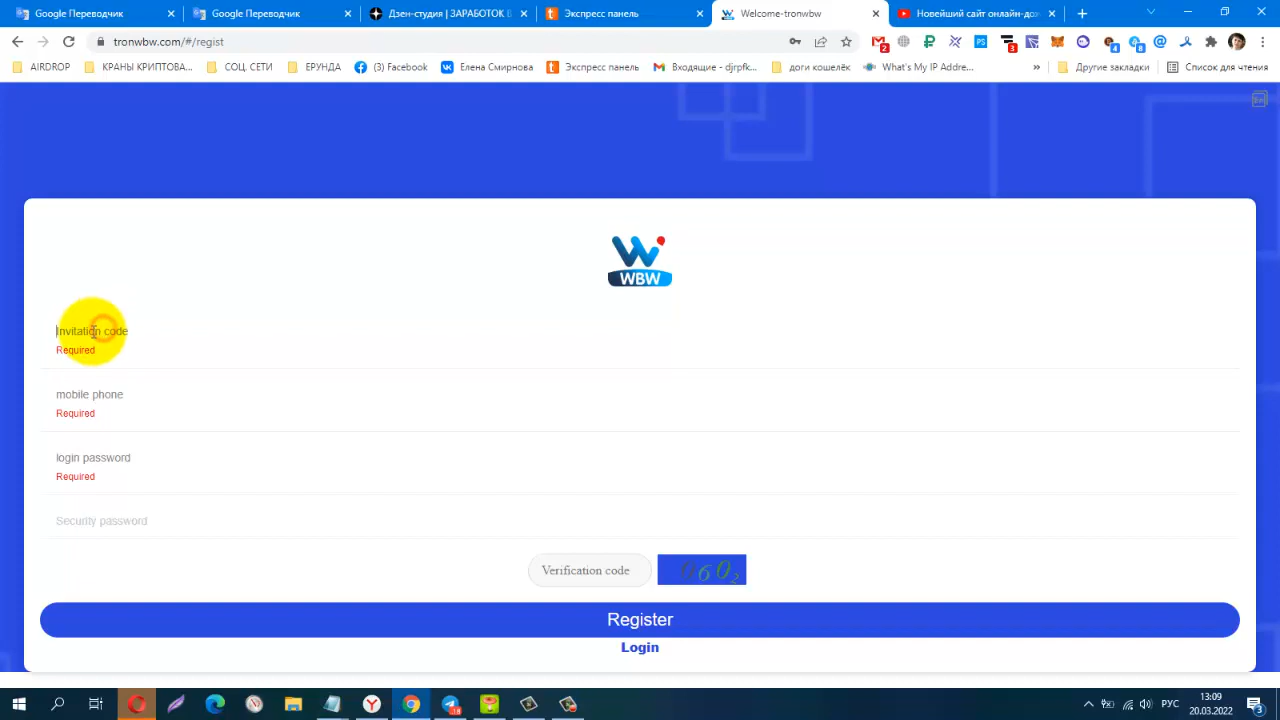 Google Переводчик
Google Переводчик
Дзен-студия | ЗАРАБОТОК
Экспресс панель
Welcome-tronwbw
Новейший сайт онлайн-до
tronwbw.com/#/regist
AIRDROP
КРАНЫ КРИПТОВА...
СОЦ. СЕТИ
ЕРУНДА
(3) Facebook
Елена Смирнова
Экспресс панель
Входящие - djrpfk...
доги кошелёк
What's My IP Addre...
»
Другие закладки
Список для чтения
WBW
Invitation code
Required
mobile phone
Required
login password
Required
Security password
Verification code
0602
Register
Login
РУС
13:09
20.03.2022